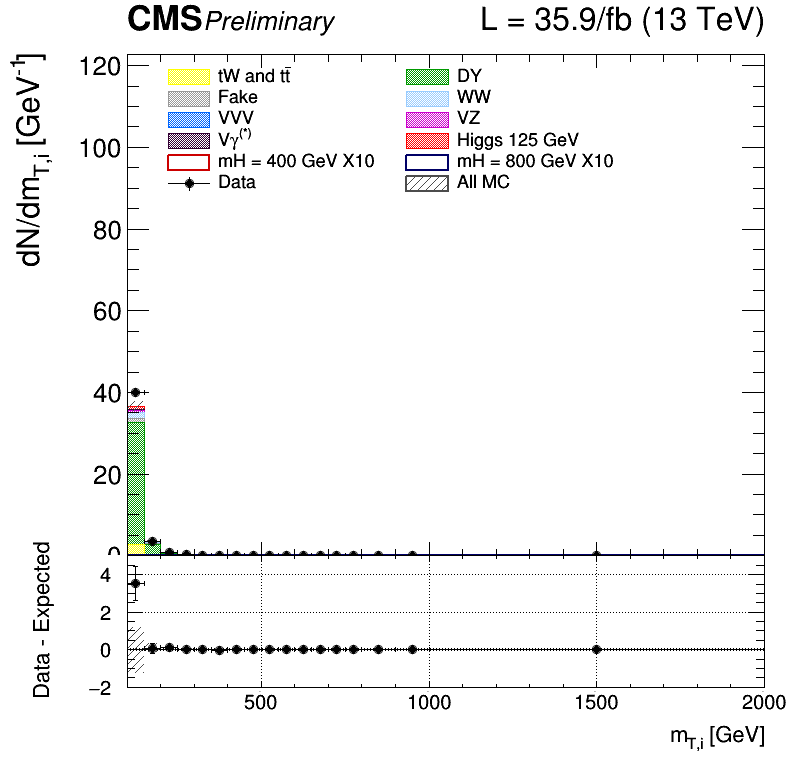 CMS Preliminary L = 35.9/fb (13 TeV)
dN/dm_{T,i} [GeV^{-1}]
120
100
80
60
40
20
0
tW and tt̄
DY
Fake
WW
VVV
VZ
Vγ^{(*)}
Higgs 125 GeV
mH = 400 GeV X10
mH = 800 GeV X10
Data
All MC
Data - Expected
4
2
0
−2
500 1000 1500 2000
m_{T,i} [GeV]